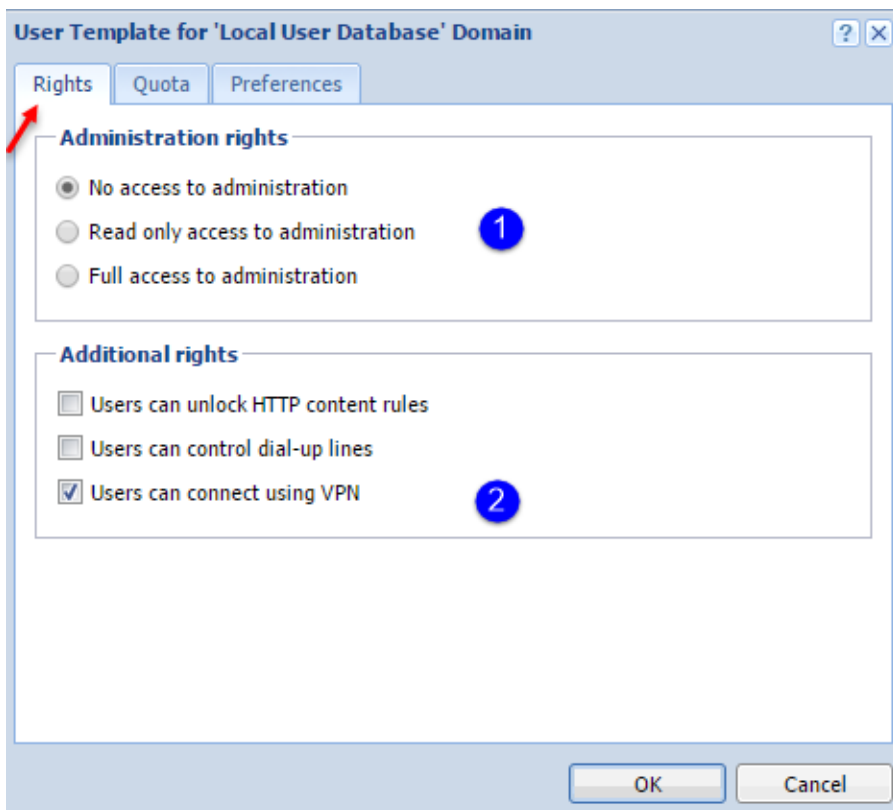 User Template for 'Local User Database' Domain
?
Rights Quota Preferences
Administration rights
No access to administration
Read only access to administration
1
Full access to administration
Additional rights
Users can unlock HTTP content rules
Users can control dial-up lines
Users can connect using VPN
2
OK Cancel